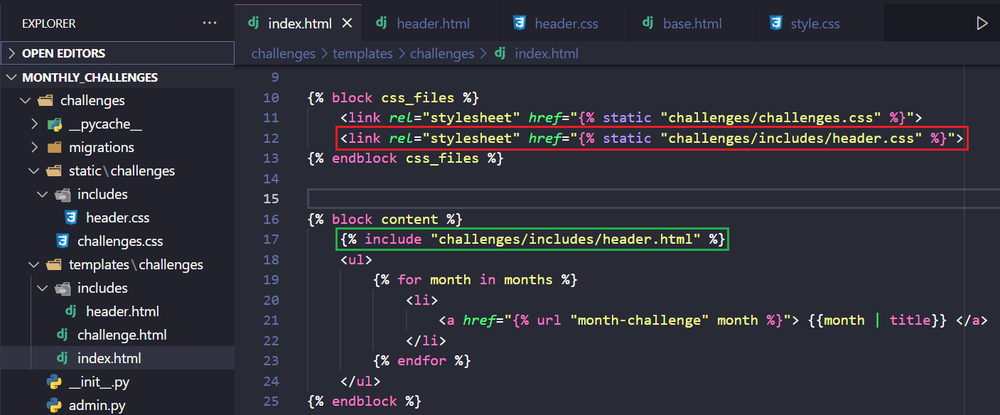 EXPLORER ···
OPEN EDITORS
MONTHLY_CHALLENGES
challenges
__pycache__
migrations
static\challenges
includes
header.css
challenges.css
templates\challenges
includes
header.html
challenge.html
index.html
__init__.py
admin.py
index.html header.html header.css base.html style.css
challenges > templates > challenges > index.html
9
10 {% block css_files %}
11 <link rel="stylesheet" href="{% static "challenges/challenges.css" %}">
12 <link rel="stylesheet" href="{% static "challenges/includes/header.css" %}">
13 {% endblock css_files %}
14
15
16 {% block content %}
17 {% include "challenges/includes/header.html" %}
18 <ul>
19 {% for month in months %}
20 <li>
21 <a href="{% url "month-challenge" month %}"> {{month | title}} </a>
22 </li>
23 {% endfor %}
24 </ul>
25 {% endblock %}